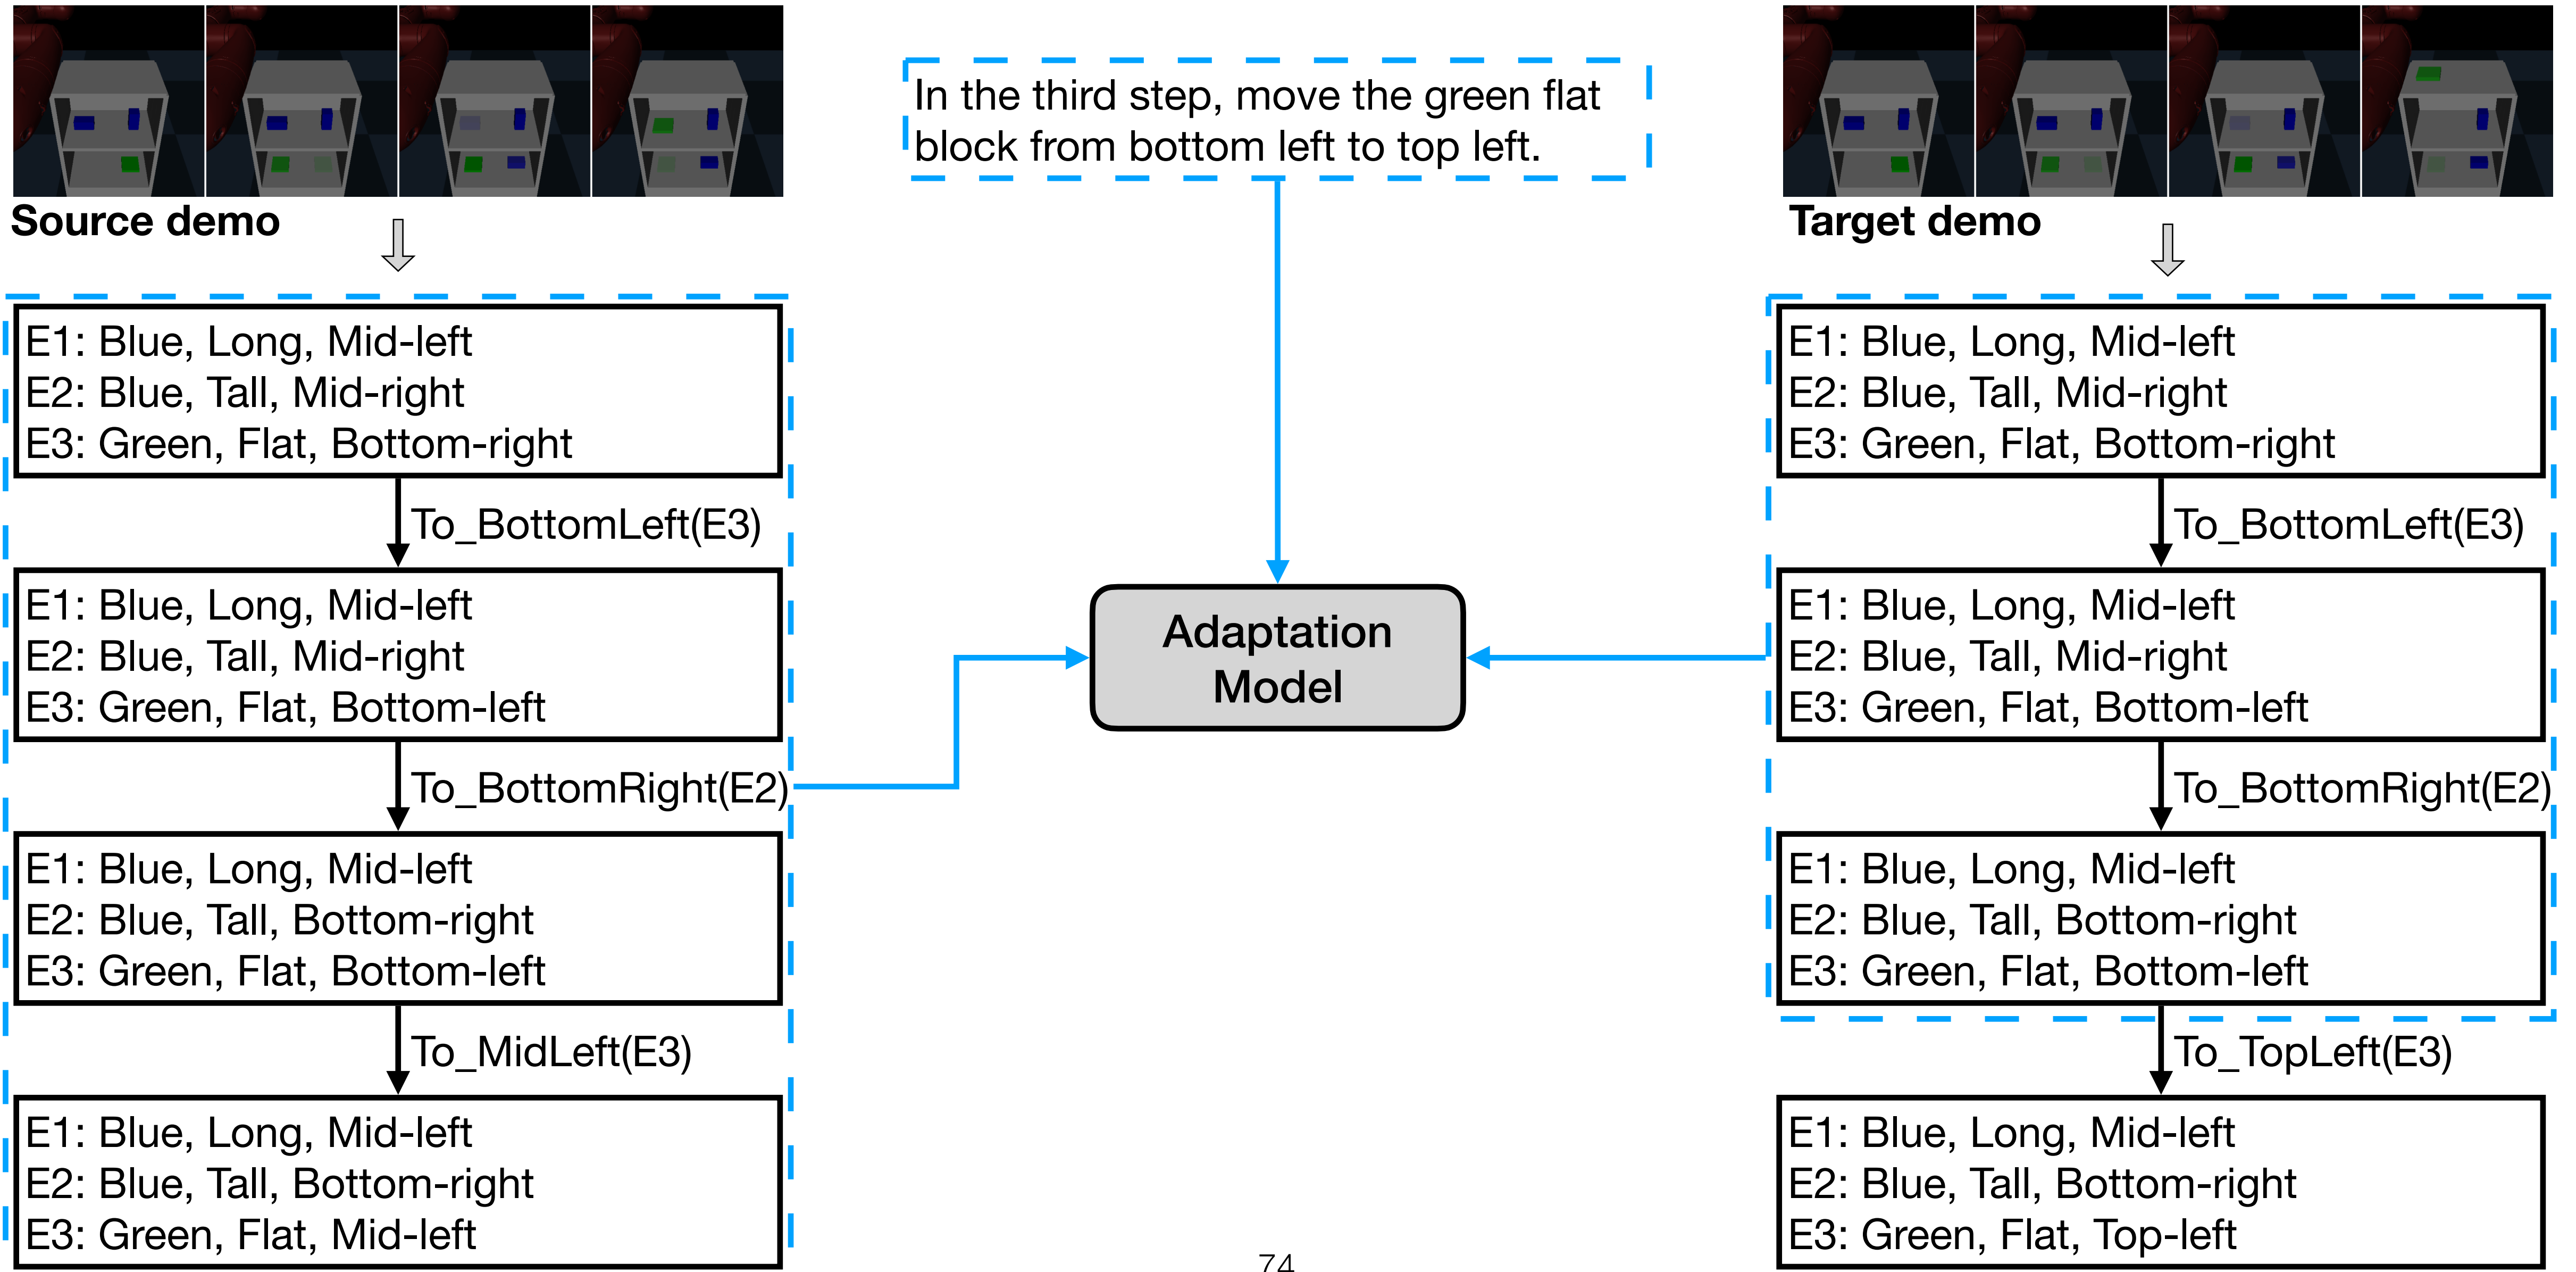 In the third step, move the green flat
block from bottom left to top left.
Source demo
E1: Blue, Long, Mid-left
E2: Blue, Tall, Mid-right
E3: Green, Flat, Bottom-right
To_BottomLeft(E3)
E1: Blue, Long, Mid-left
E2: Blue, Tall, Mid-right
E3: Green, Flat, Bottom-left
To_BottomRight(E2)
E1: Blue, Long, Mid-left
E2: Blue, Tall, Bottom-right
E3: Green, Flat, Bottom-left
To_MidLeft(E3)
E1: Blue, Long, Mid-left
E2: Blue, Tall, Bottom-right
E3: Green, Flat, Mid-left
Adaptation
Model
Target demo
E1: Blue, Long, Mid-left
E2: Blue, Tall, Mid-right
E3: Green, Flat, Bottom-right
To_BottomLeft(E3)
E1: Blue, Long, Mid-left
E2: Blue, Tall, Mid-right
E3: Green, Flat, Bottom-left
To_BottomRight(E2)
E1: Blue, Long, Mid-left
E2: Blue, Tall, Bottom-right
E3: Green, Flat, Bottom-left
To_TopLeft(E3)
E1: Blue, Long, Mid-left
E2: Blue, Tall, Bottom-right
E3: Green, Flat, Top-left
74